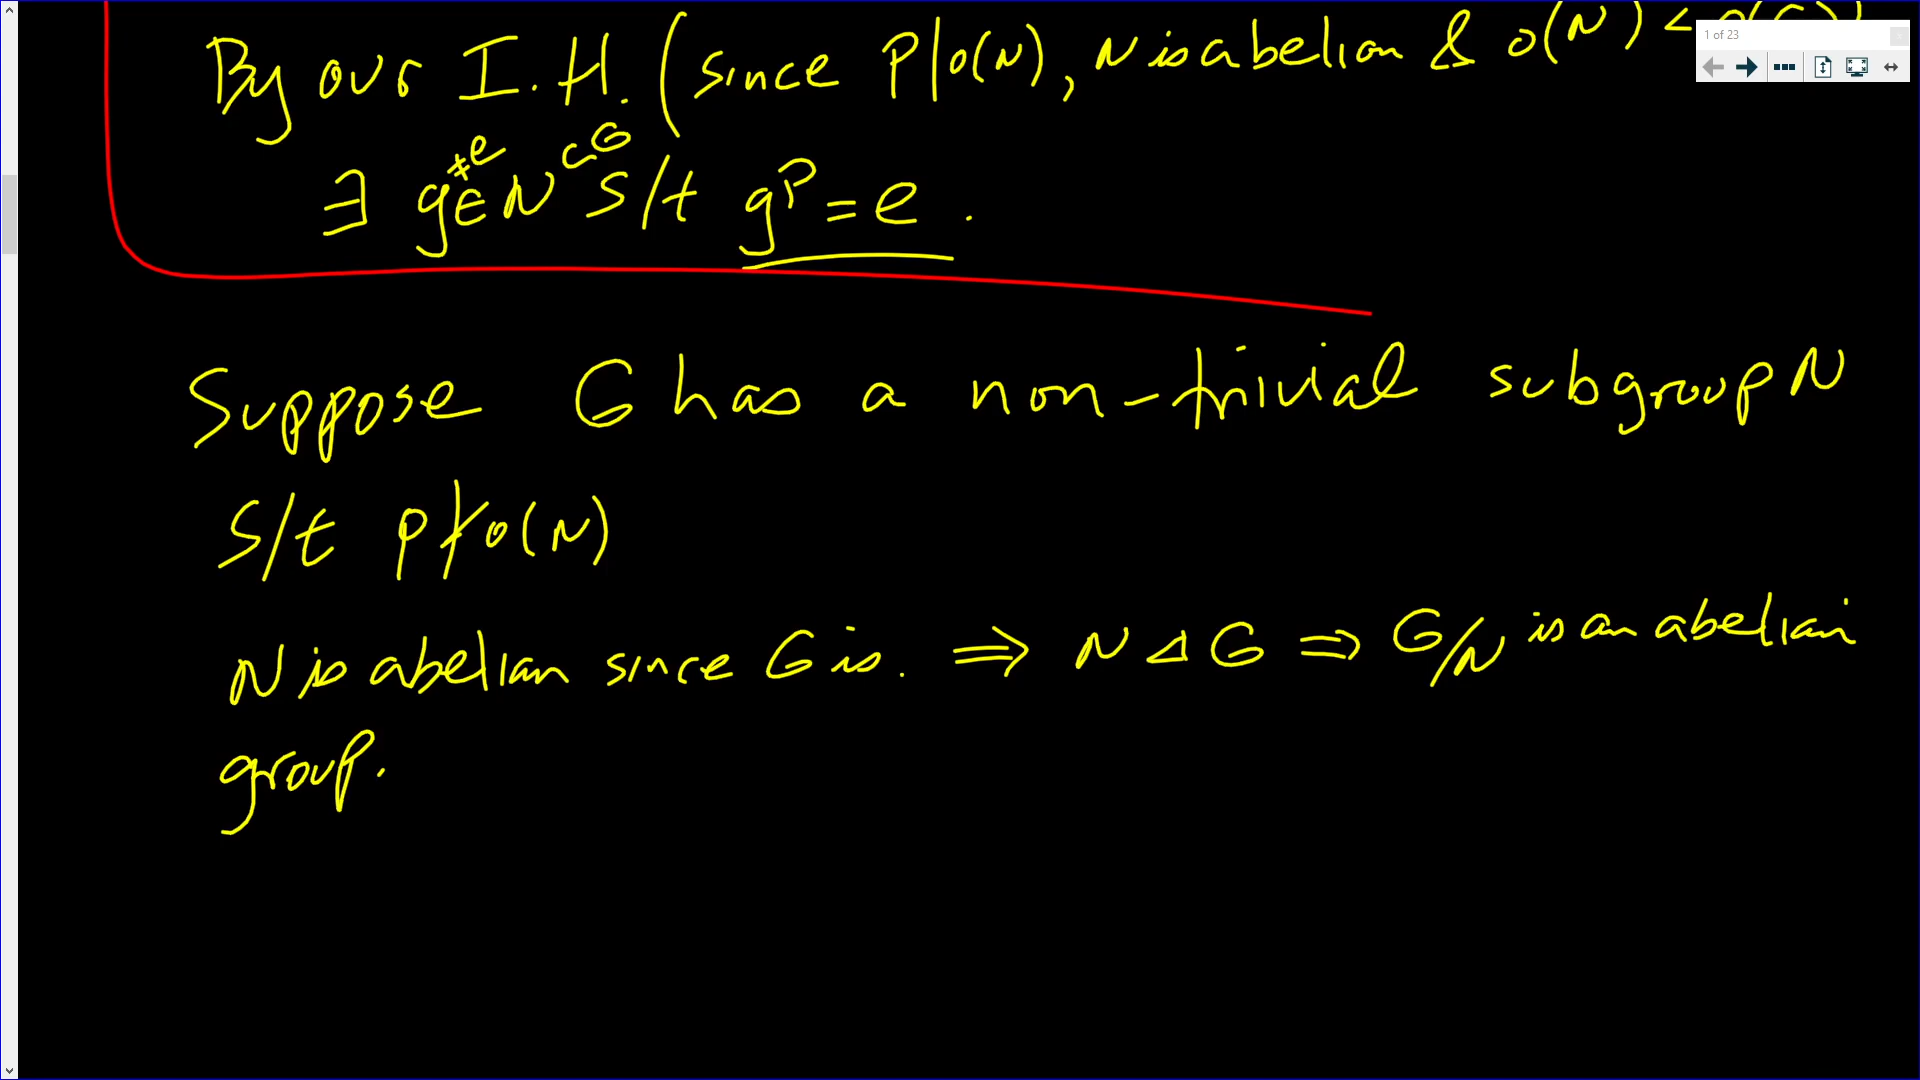 By our I.H. (since P|o(N), N is abelian & o(N) < o(G))
1 of 23
∃ g ∈ N ⊂ G s/t g^P = e .
≠ e
Suppose G has a non-trivial subgroup N
s/t p∤o(N)
N is abelian since G is. ⇒ N ⊲ G ⇒ G/N is an abelian
group.